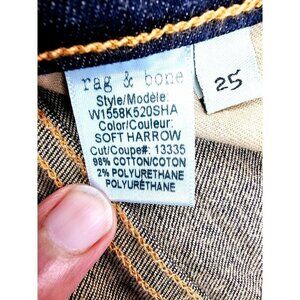 rag & bone
Style/Modèle:
W1558K520SHA
Color/Couleur:
SOFT HARROW
Cut/Coupe#: 13335
98% COTTON/COTON
2% POLYURETHANE
POLYURÉTHANE
25